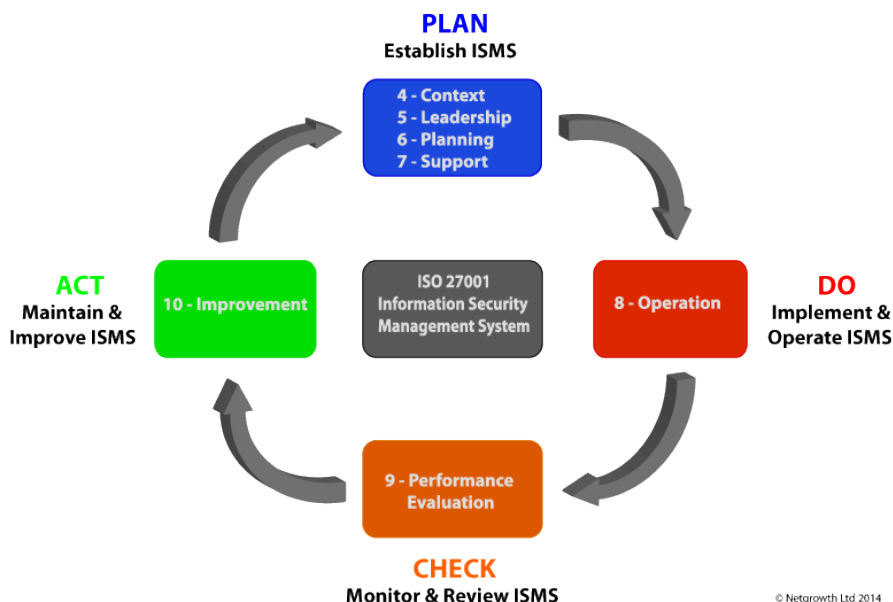 PLAN
Establish ISMS
4 - Context
5 - Leadership
6 - Planning
7 - Support
ACT
Maintain &
Improve ISMS
10 - Improvement
ISO 27001
Information Security
Management System
8 - Operation
DO
Implement &
Operate ISMS
9 - Performance
Evaluation
CHECK
Monitor & Review ISMS
© Netgrowth Ltd 2014